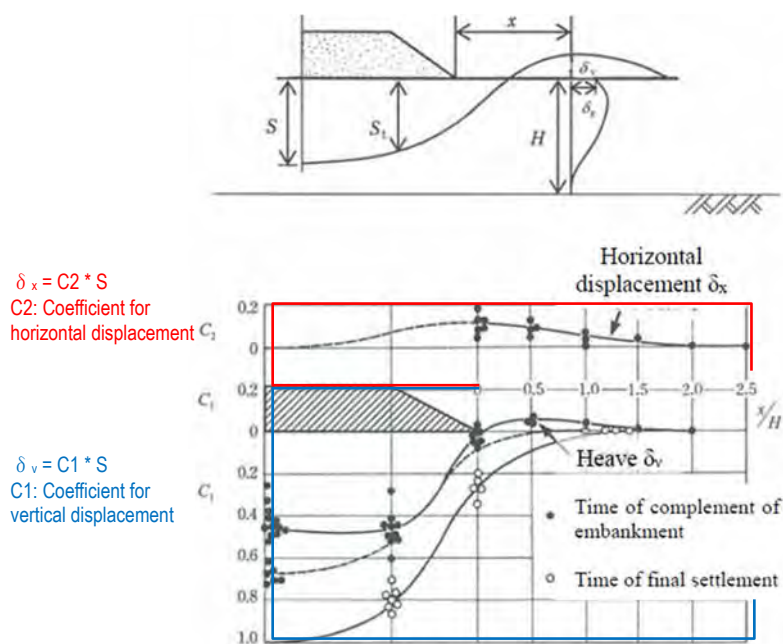 x
S
S₁
H
δᵥ
δₓ
δ x = C2 * S
C2: Coefficient for
horizontal displacement
Horizontal
displacement δₓ
0.2
C₂
0
0 0.5 1.0 1.5 2.0 2.5
x/H
0.2
C₁
0
0.2
C₁
0.4
0.6
0.8
1.0
Heave δᵥ
δ v = C1 * S
C1: Coefficient for
vertical displacement
Time of complement of
embankment
Time of final settlement